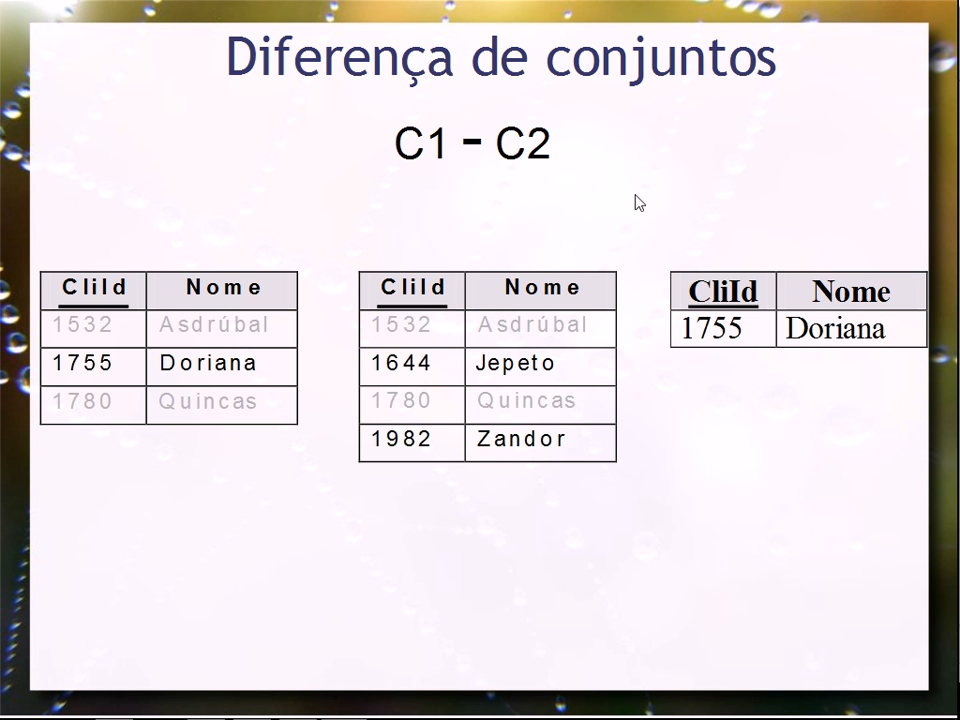 Diferença de conjuntos
C1 - C2
CliId Nome
1532 Asdrúbal
1755 Doriana
1780 Quincas
CliId Nome
1532 Asdrúbal
1644 Jepeto
1780 Quincas
1982 Zandor
CliId Nome
1755 Doriana